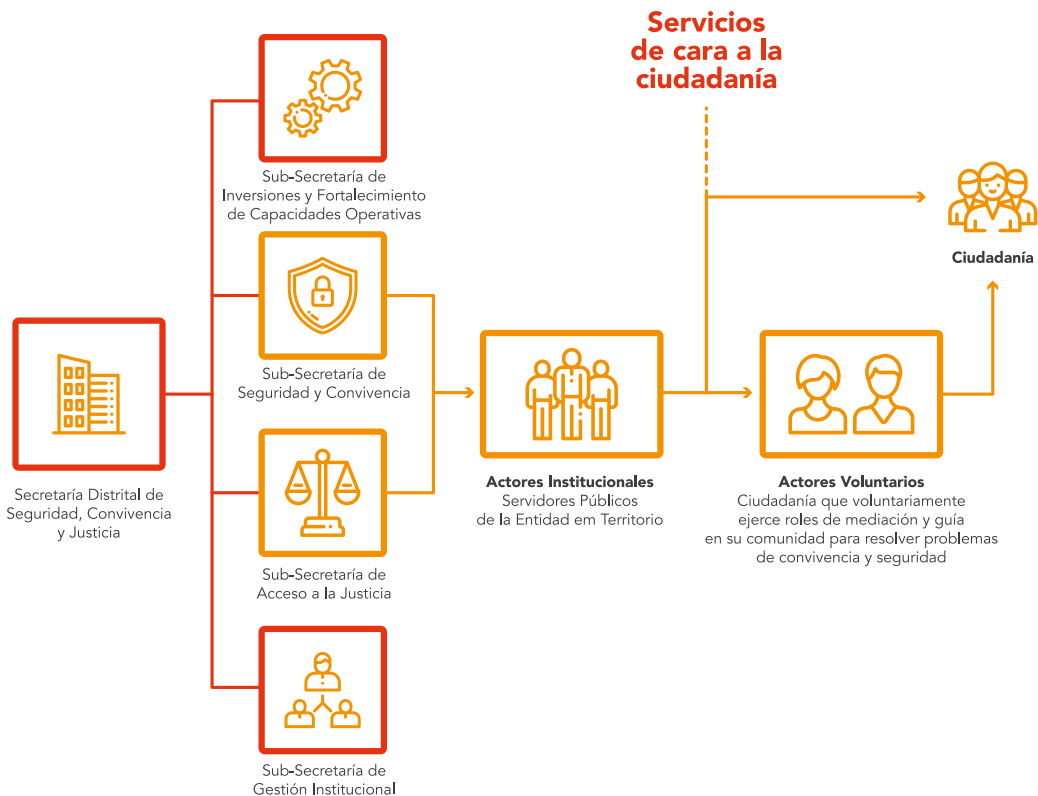 Servicios
de cara a la
ciudadanía
Sub-Secretaría de
Inversiones y Fortalecimiento
de Capacidades Operativas
Ciudadanía
Sub-Secretaría de
Seguridad y Convivencia
Secretaría Distrital de
Seguridad, Convivencia
y Justicia
Actores Institucionales
Servidores Públicos
de la Entidad em Territorio
Actores Voluntarios
Ciudadanía que voluntariamente
ejerce roles de mediación y guía
en su comunidad para resolver problemas
de convivencia y seguridad
Sub-Secretaría de
Acceso a la Justicia
Sub-Secretaría de
Gestión Institucional